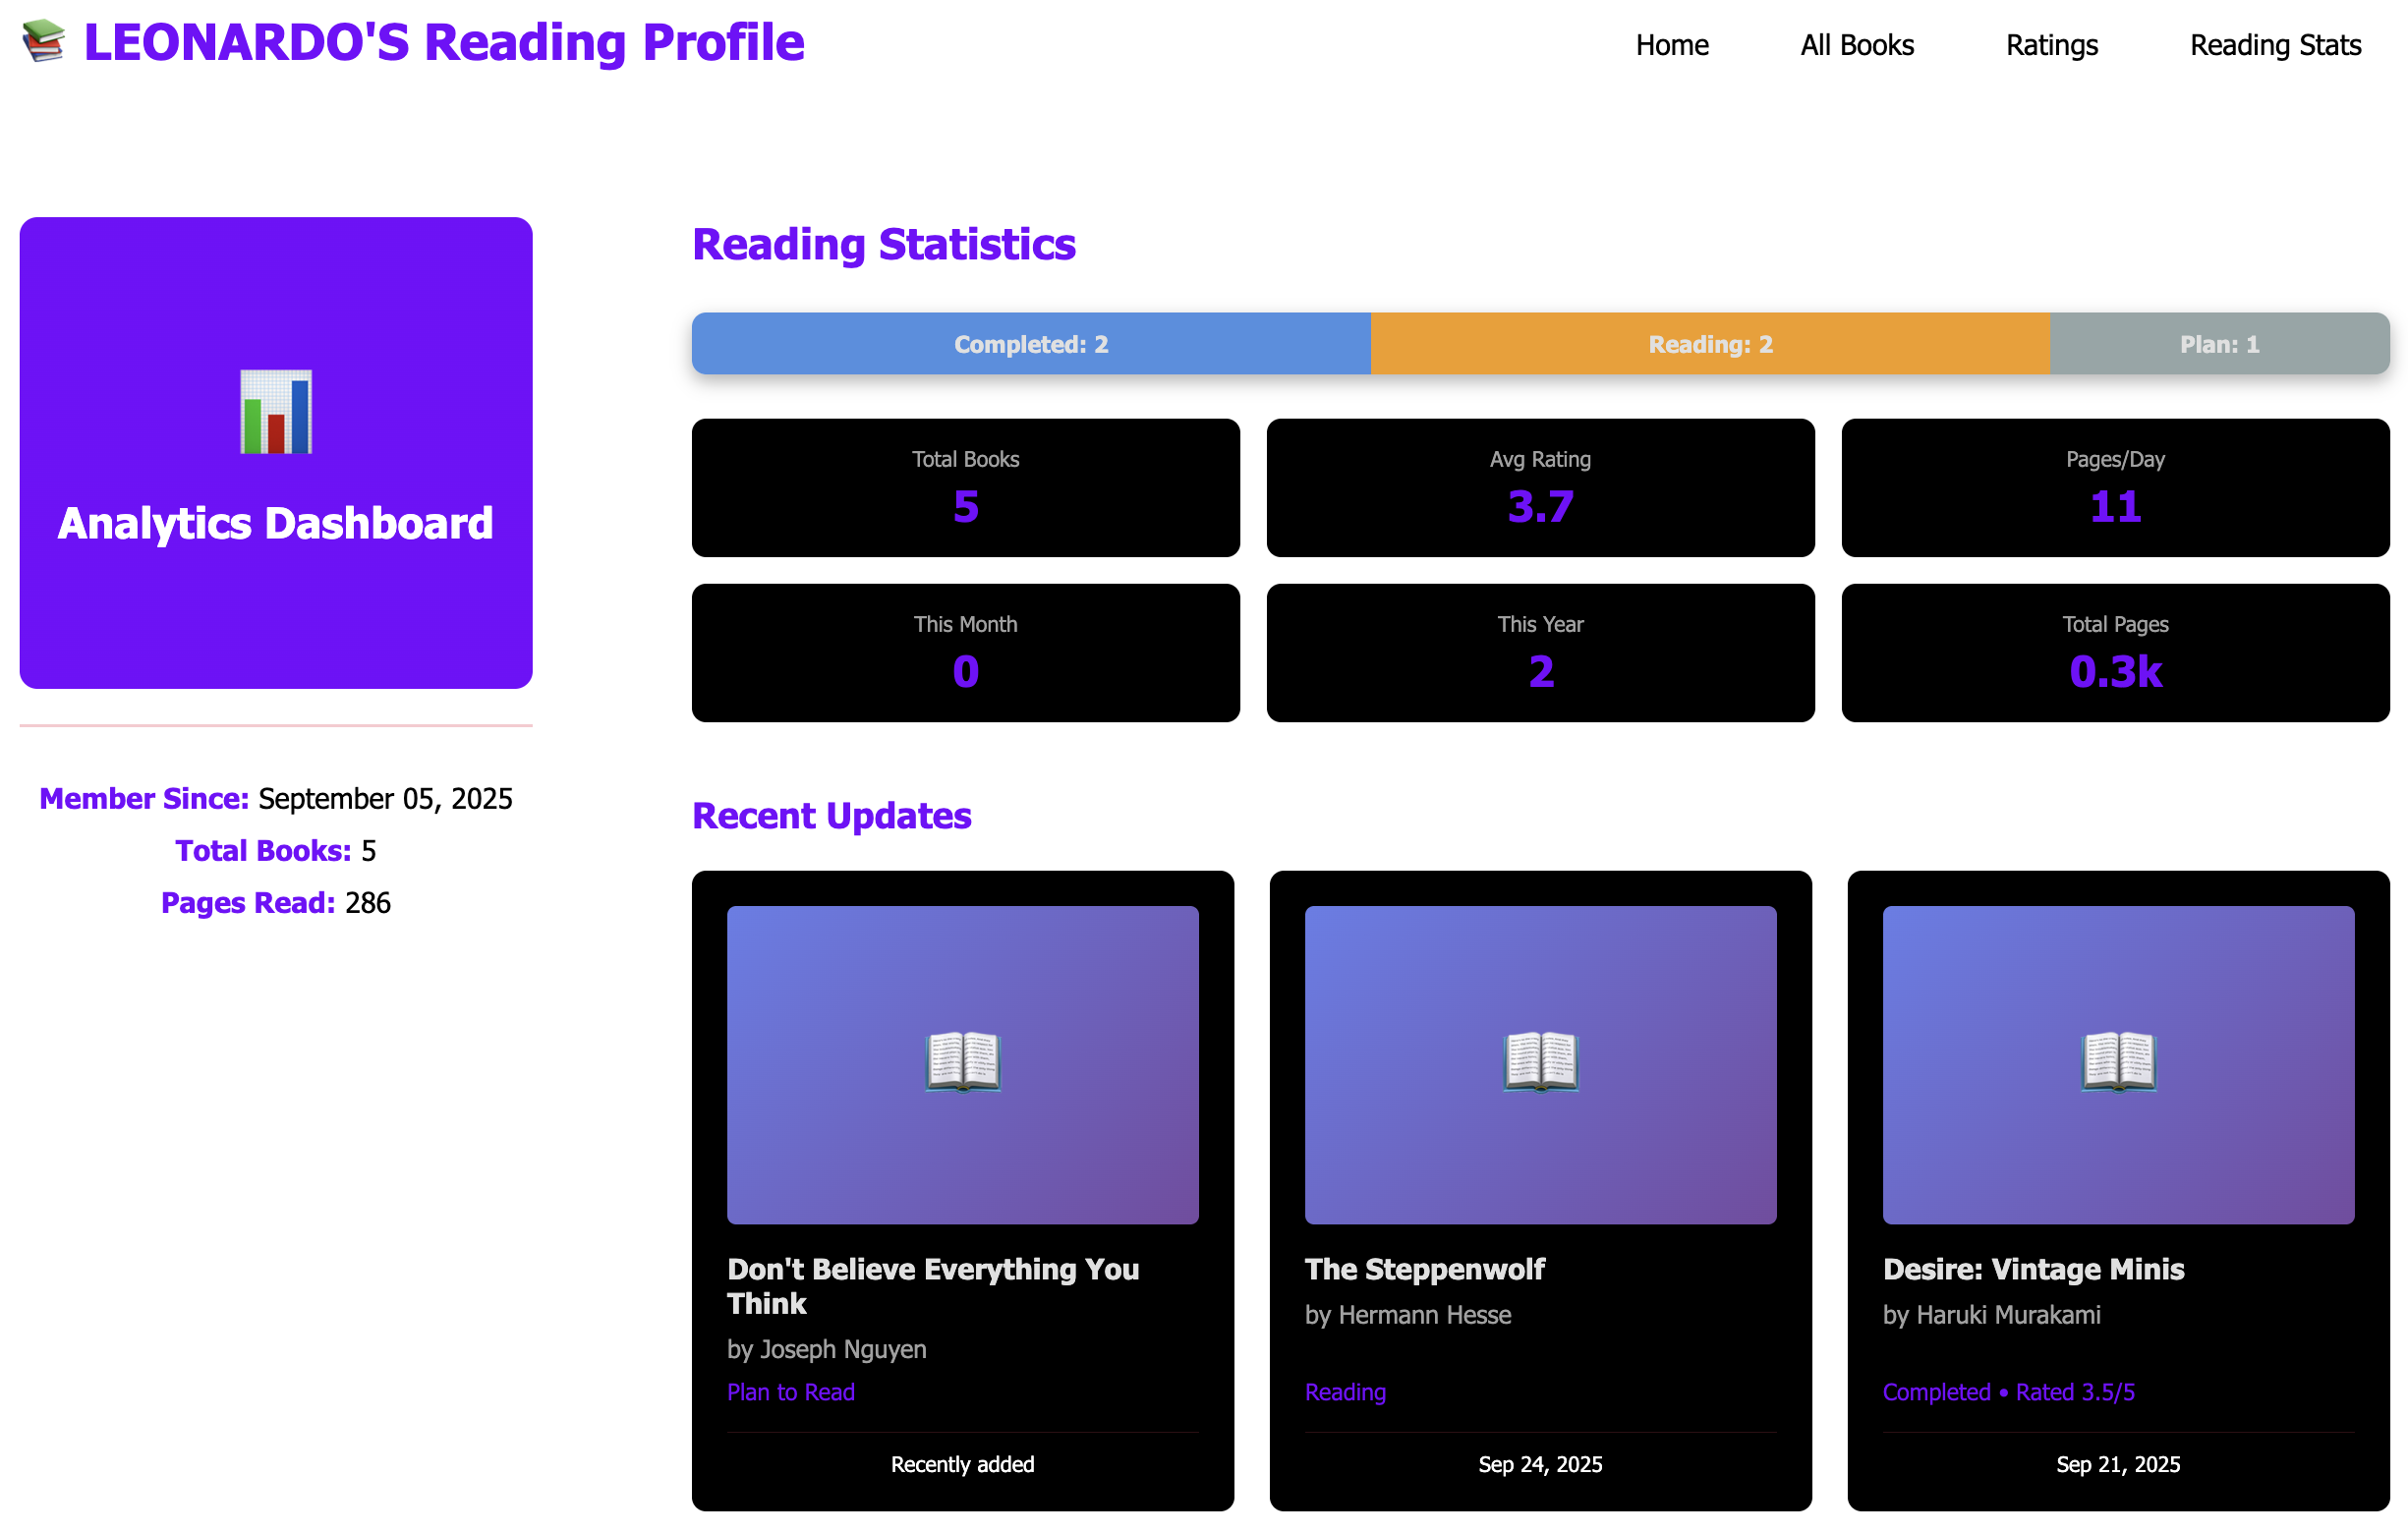 LEONARDO'S Reading Profile
Home
All Books
Ratings
Reading Stats
Analytics Dashboard
Member Since: September 05, 2025
Total Books: 5
Pages Read: 286
Reading Statistics
Completed: 2
Reading: 2
Plan: 1
Total Books
5
Avg Rating
3.7
Pages/Day
11
This Month
0
This Year
2
Total Pages
0.3k
Recent Updates
Don't Believe Everything You
Think
by Joseph Nguyen
Plan to Read
Recently added
The Steppenwolf
by Hermann Hesse
Reading
Sep 24, 2025
Desire: Vintage Minis
by Haruki Murakami
Completed • Rated 3.5/5
Sep 21, 2025